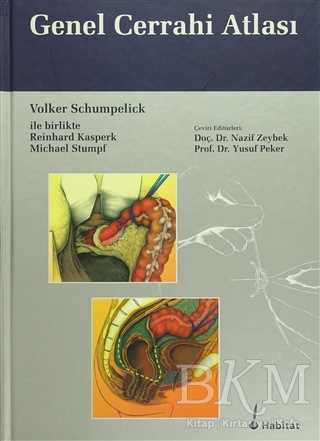 Genel Cerrahi Atlası
Volker Schumpelick
ile birlikte
Reinhard Kasperk
Michael Stumpf
Çeviri Editörleri:
Doç. Dr. Nazif Zeybek
Prof. Dr. Yusuf Peker
BKM
Kitap, Kırtasiye
Habitat